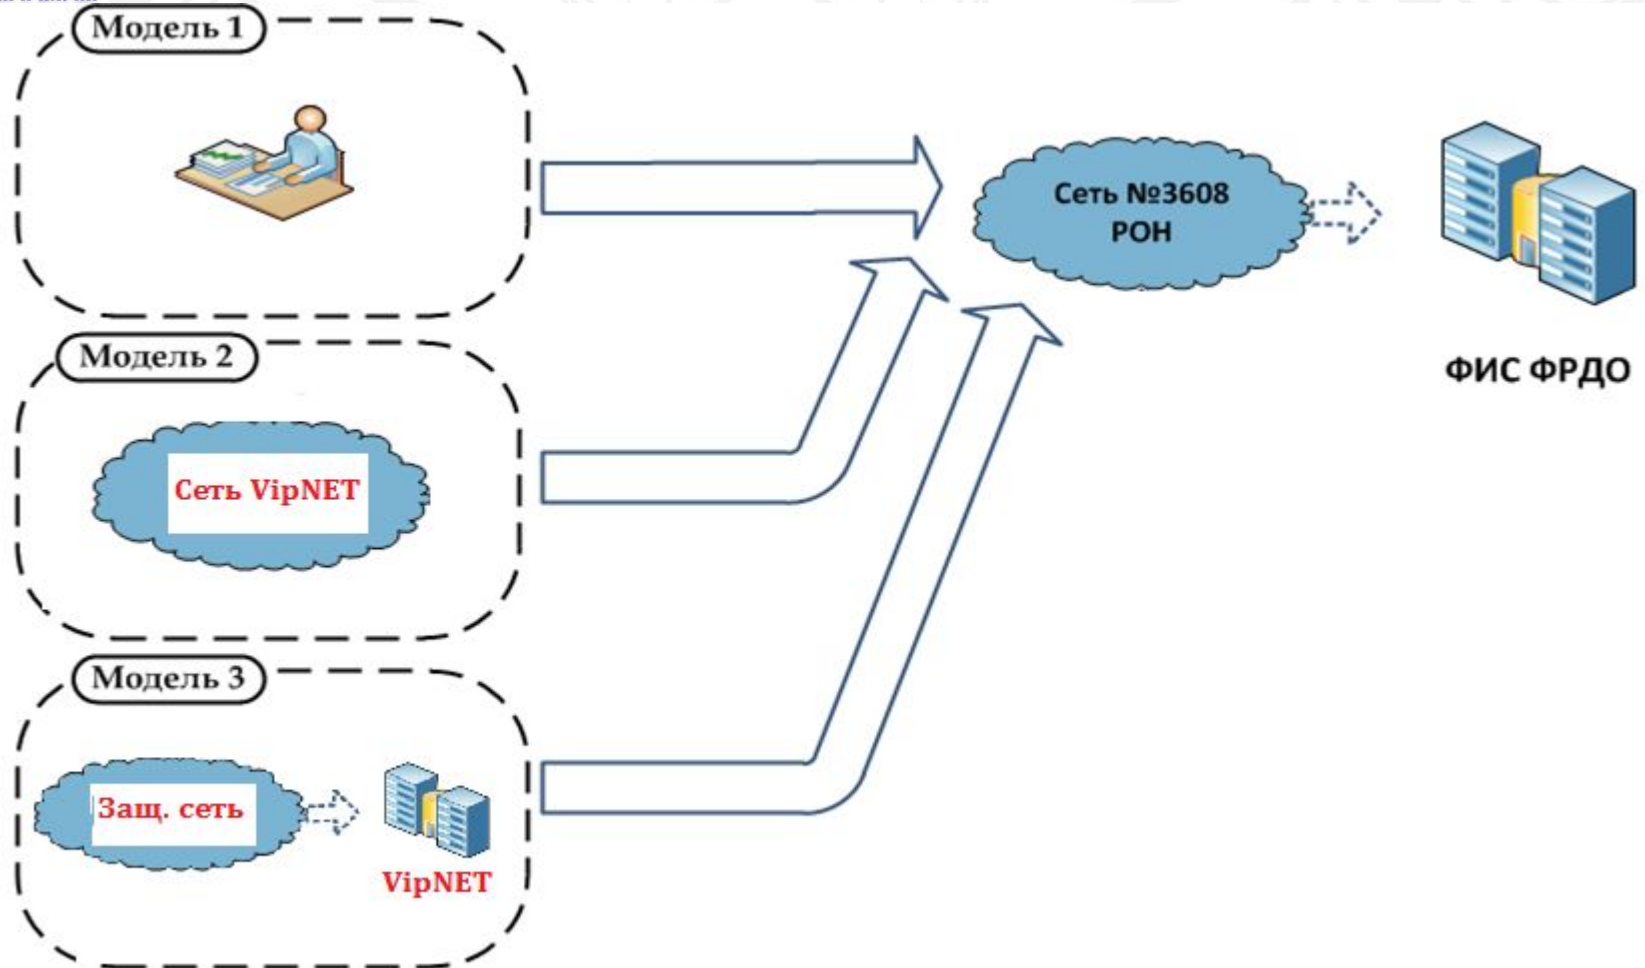 Модель 1
Сеть №3608
РОН
ФИС ФРДО
Модель 2
Сеть VipNET
Модель 3
Защ. сеть
VipNET